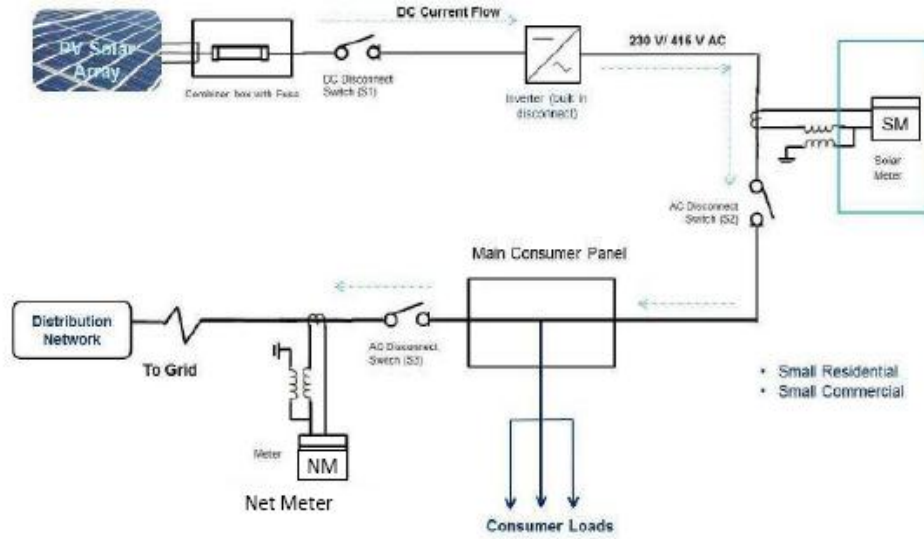 DC Current Flow
PV Solar
Array
Combiner box with Fuse
DC Disconnect
Switch (S1)
Inverter (built in
disconnect)
230 V/ 415 V AC
SM
Solar
Meter
AC Disconnect
Switch (S2)
Main Consumer Panel
Distribution
Network
To Grid
AC Disconnect
Switch (S3)
• Small Residential
• Small Commercial
Meter
NM
Net Meter
Consumer Loads